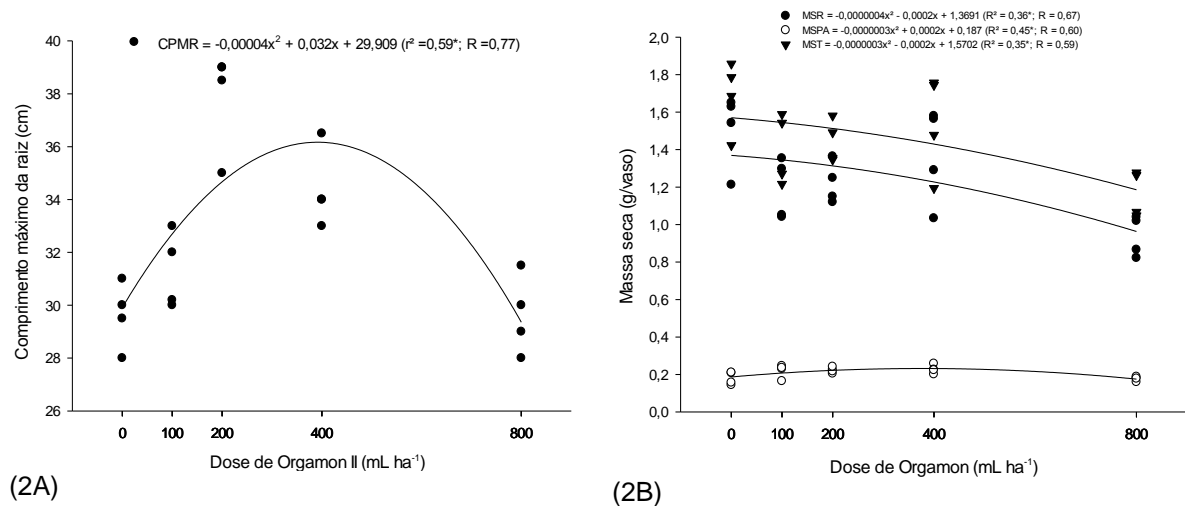 CPMR = -0,00004x² + 0,032x + 29,909 (r² =0,59*; R =0,77)
Comprimento máximo da raiz (cm)
40
38
36
34
32
30
28
26
0 100 200 400 800
Dose de Orgamon II (mL ha⁻¹)
(2A)
MSR = -0,0000004x² - 0,0002x + 1,3691 (R² = 0,36*; R = 0,67)
MSPA = -0,0000003x² + 0,0002x + 0,187 (R² = 0,45*; R = 0,60)
MST = -0,0000003x² - 0,0002x + 1,5702 (R² = 0,35*; R = 0,59)
Massa seca (g/vaso)
2,0
1,8
1,6
1,4
1,2
1,0
0,8
0,6
0,4
0,2
0,0
0 100 200 400 800
Dose de Orgamon (mL ha⁻¹)
(2B)